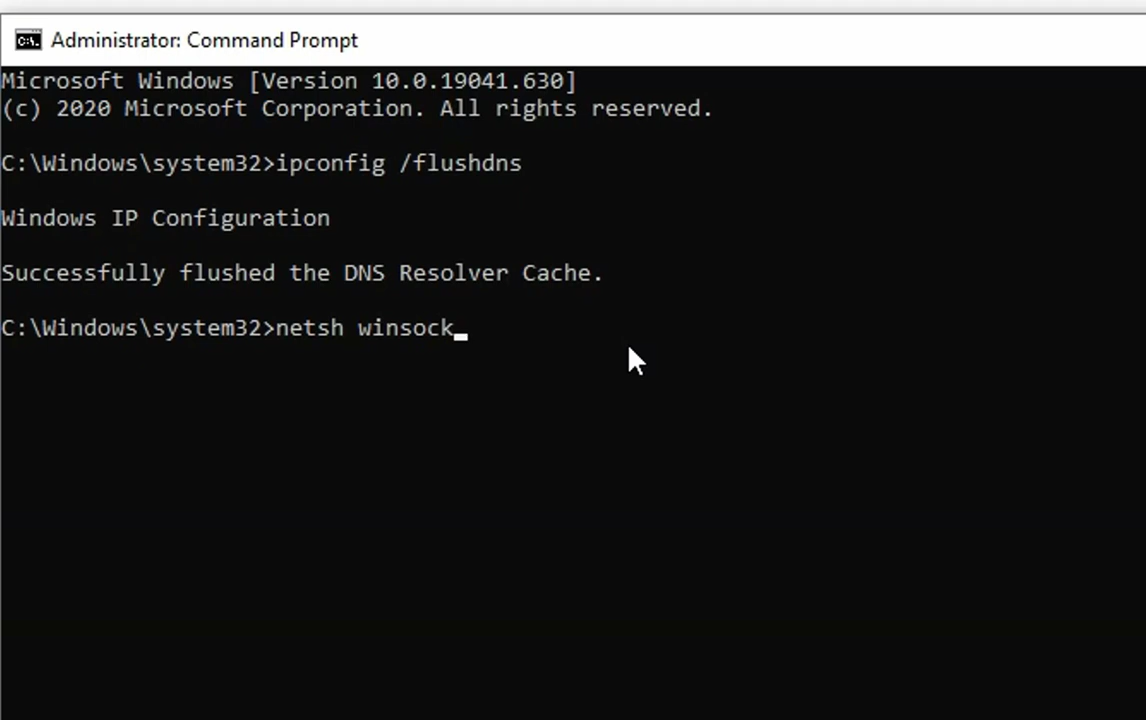 Administrator: Command Prompt
Microsoft Windows [Version 10.0.19041.630]
(c) 2020 Microsoft Corporation. All rights reserved.
C:\Windows\system32>ipconfig /flushdns
Windows IP Configuration
Successfully flushed the DNS Resolver Cache.
C:\Windows\system32>netsh winsock